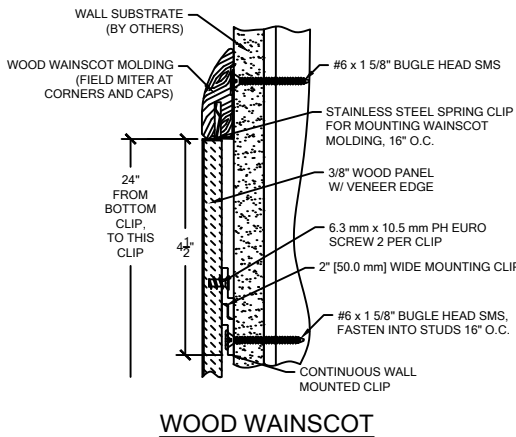 WALL SUBSTRATE
(BY OTHERS)
WOOD WAINSCOT MOLDING
(FIELD MITER AT
CORNERS AND CAPS)
#6 x 1 5/8" BUGLE HEAD SMS
STAINLESS STEEL SPRING CLIP
FOR MOUNTING WAINSCOT
MOLDING, 16" O.C.
3/8" WOOD PANEL
W/ VENEER EDGE
24"
FROM
BOTTOM
CLIP,
TO THIS
CLIP
4 1/2"
6.3 mm x 10.5 mm PH EURO
SCREW 2 PER CLIP
2" [50.0 mm] WIDE MOUNTING CLIP
#6 x 1 5/8" BUGLE HEAD SMS,
FASTEN INTO STUDS 16" O.C.
CONTINUOUS WALL
MOUNTED CLIP
WOOD WAINSCOT